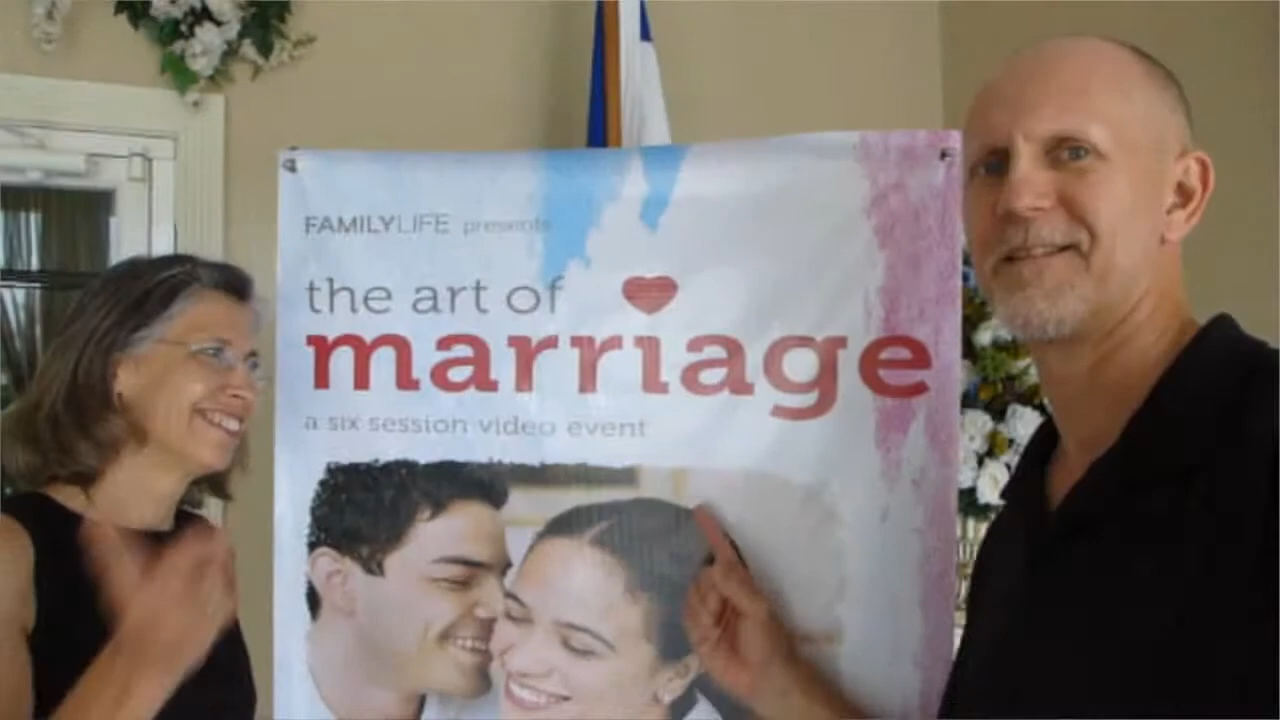 FAMILYLIFE presents
the art of
marriage
a six session video event